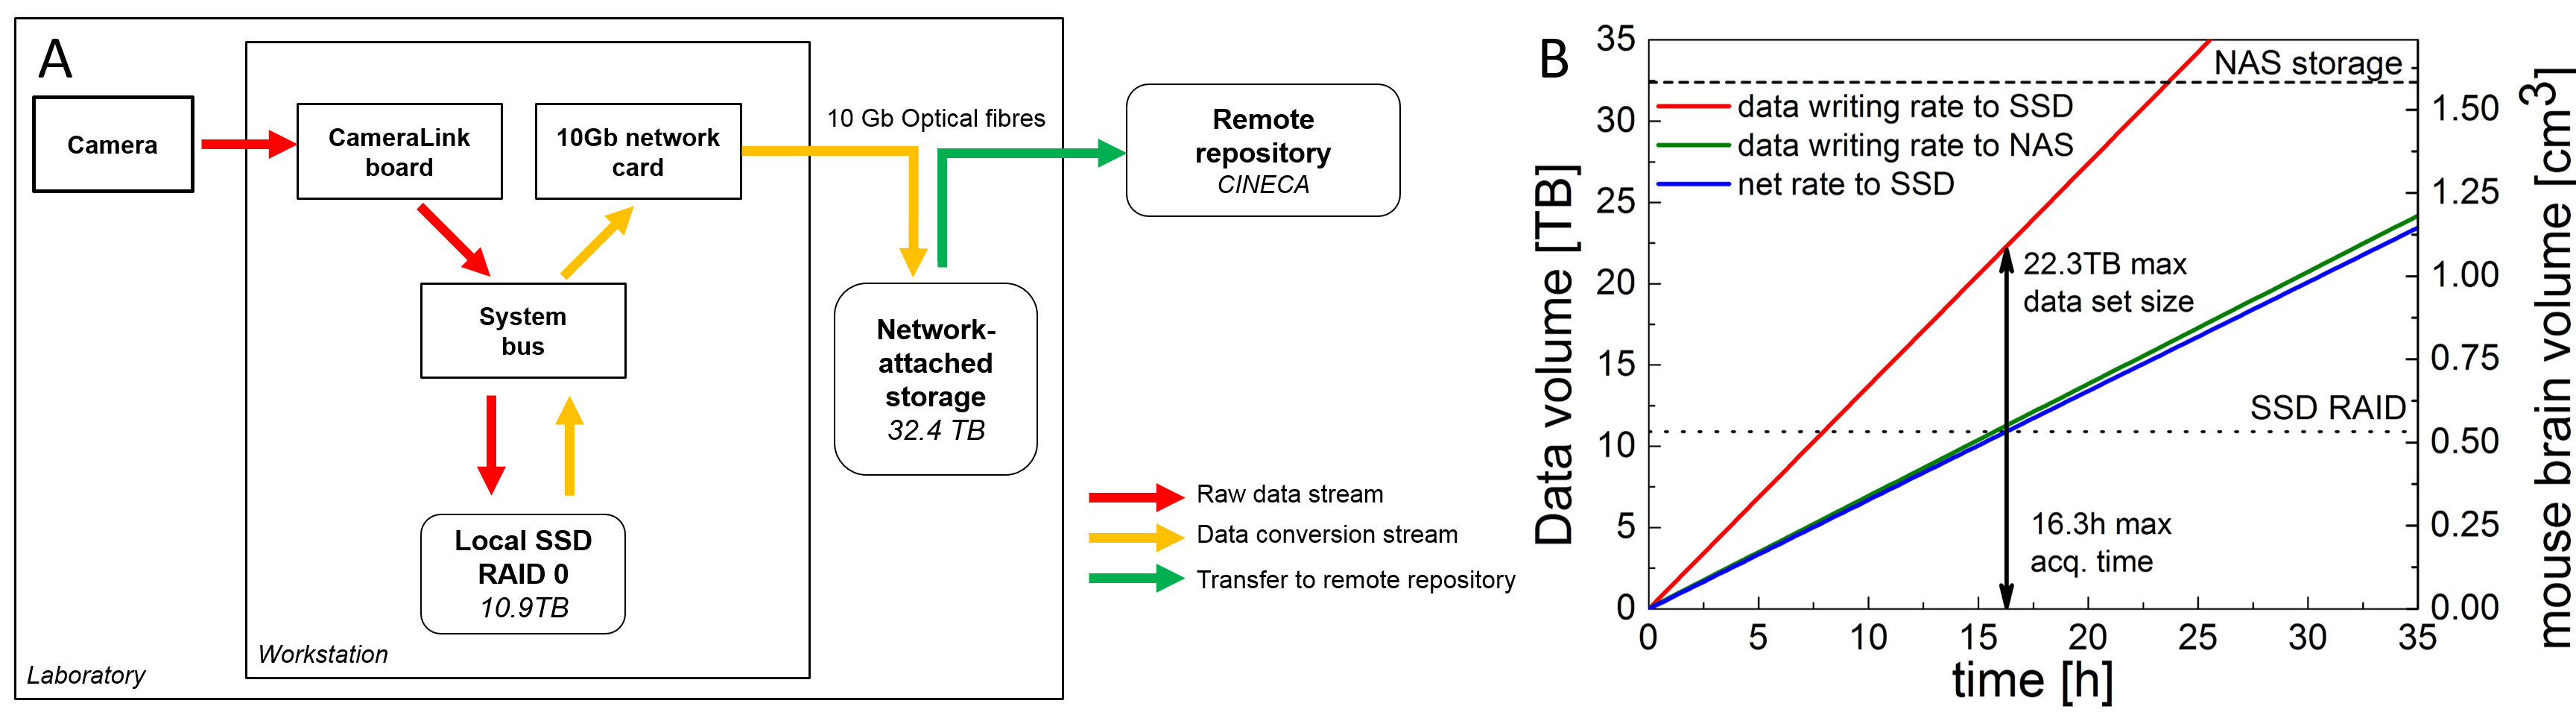 A
Camera
CameraLink
board
10Gb network
card
System
bus
Local SSD
RAID 0
10.9TB
Workstation
Laboratory
10 Gb Optical fibres
Network-
attached
storage
32.4 TB
Remote
repository
CINECA
Raw data stream
Data conversion stream
Transfer to remote repository
B
Data volume [TB]
35
30
25
20
15
10
5
0
NAS storage
data writing rate to SSD
data writing rate to NAS
net rate to SSD
22.3TB max
data set size
SSD RAID
16.3h max
acq. time
0 5 10 15 20 25 30 35
time [h]
1.50
1.25
1.00
0.75
0.50
0.25
0.00
mouse brain volume [cm3]